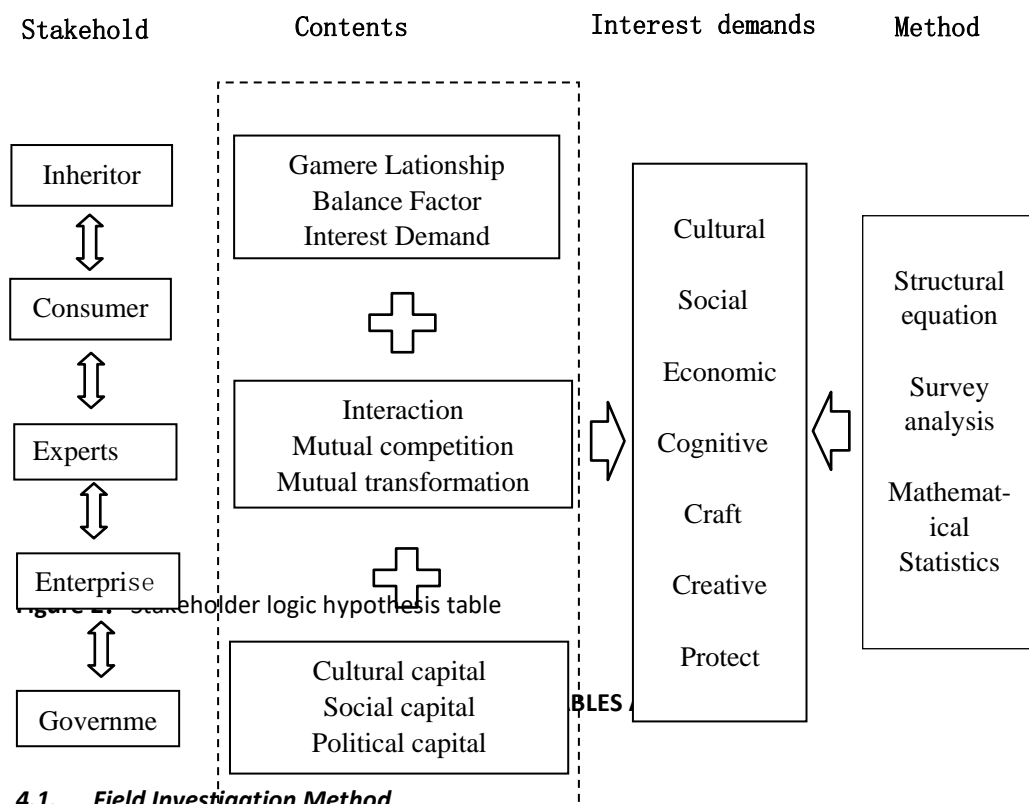 Stakehold
Contents
Interest demands
Method
Inheritor
Consumer
Experts
Enterprise
Governme
Gamere Lationship
Balance Factor
Interest Demand
Interaction
Mutual competition
Mutual transformation
Cultural capital
Social capital
Political capital
Cultural
Social
Economic
Cognitive
Craft
Creative
Protect
Structural
equation
Survey
analysis
Mathemat-
ical
Statistics
Stakeholder logic hypothesis table
BLES
4.1. Field Investigation Method